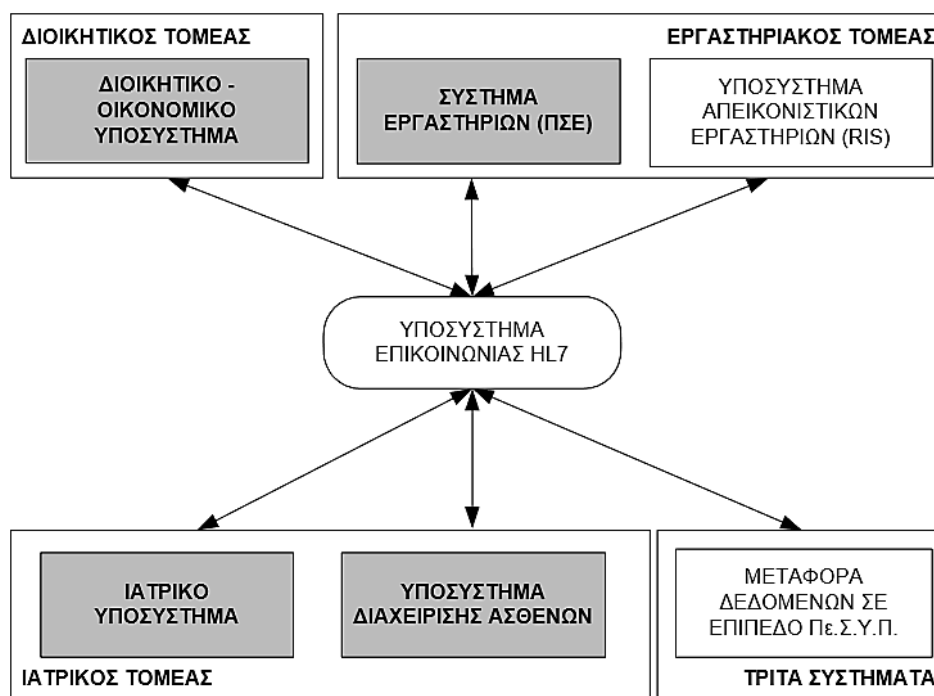 ΔΙΟΙΚΗΤΙΚΟΣ ΤΟΜΕΑΣ
ΔΙΟΙΚΗΤΙΚΟ -
ΟΙΚΟΝΟΜΙΚΟ
ΥΠΟΣΥΣΤΗΜΑ
ΕΡΓΑΣΤΗΡΙΑΚΟΣ ΤΟΜΕΑΣ
ΣΥΣΤΗΜΑ
ΕΡΓΑΣΤΗΡΙΩΝ (ΠΣΕ)
ΥΠΟΣΥΣΤΗΜΑ
ΑΠΕΙΚΟΝΙΣΤΙΚΩΝ
ΕΡΓΑΣΤΗΡΙΩΝ (RIS)
ΥΠΟΣΥΣΤΗΜΑ
ΕΠΙΚΟΙΝΩΝΙΑΣ HL7
ΙΑΤΡΙΚΟ
ΥΠΟΣΥΣΤΗΜΑ
ΥΠΟΣΥΣΤΗΜΑ
ΔΙΑΧΕΙΡΙΣΗΣ ΑΣΘΕΝΩΝ
ΙΑΤΡΙΚΟΣ ΤΟΜΕΑΣ
ΜΕΤΑΦΟΡΑ
ΔΕΔΟΜΕΝΩΝ ΣΕ
ΕΠΙΠΕΔΟ Πε.Σ.Υ.Π.
ΤΡΙΤΑ ΣΥΣΤΗΜΑΤΑ